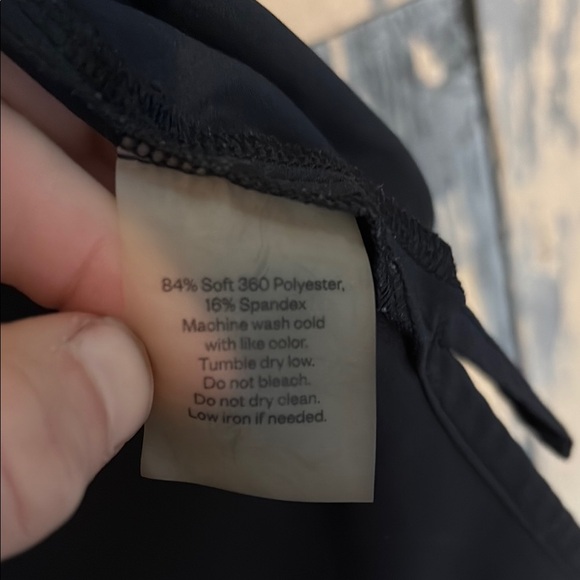 84% Soft 360 Polyester,
16% Spandex
Machine wash cold
with like color.
Tumble dry low.
Do not bleach.
Do not dry clean.
Low iron if needed.